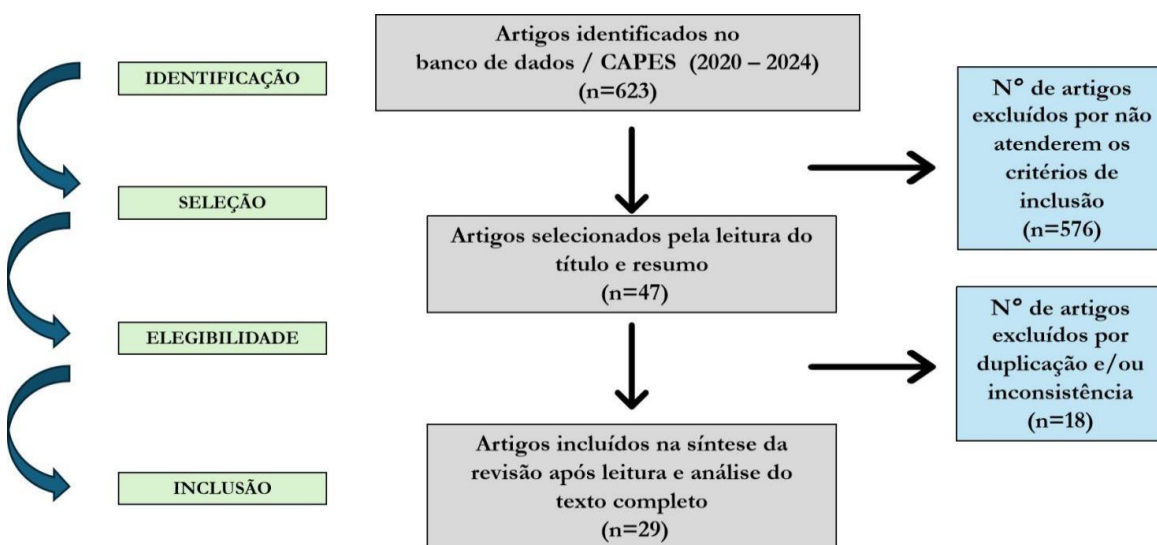 IDENTIFICAÇÃO
SELEÇÃO
ELEGIBILIDADE
INCLUSÃO
Artigos identificados no
banco de dados / CAPES (2020 – 2024)
(n=623)
Artigos selecionados pela leitura do
título e resumo
(n=47)
Artigos incluídos na síntese da
revisão após leitura e análise do
texto completo
(n=29)
N° de artigos
excluídos por não
atenderem os
critérios de
inclusão
(n=576)
N° de artigos
excluídos por
duplicação e/ou
inconsistência
(n=18)